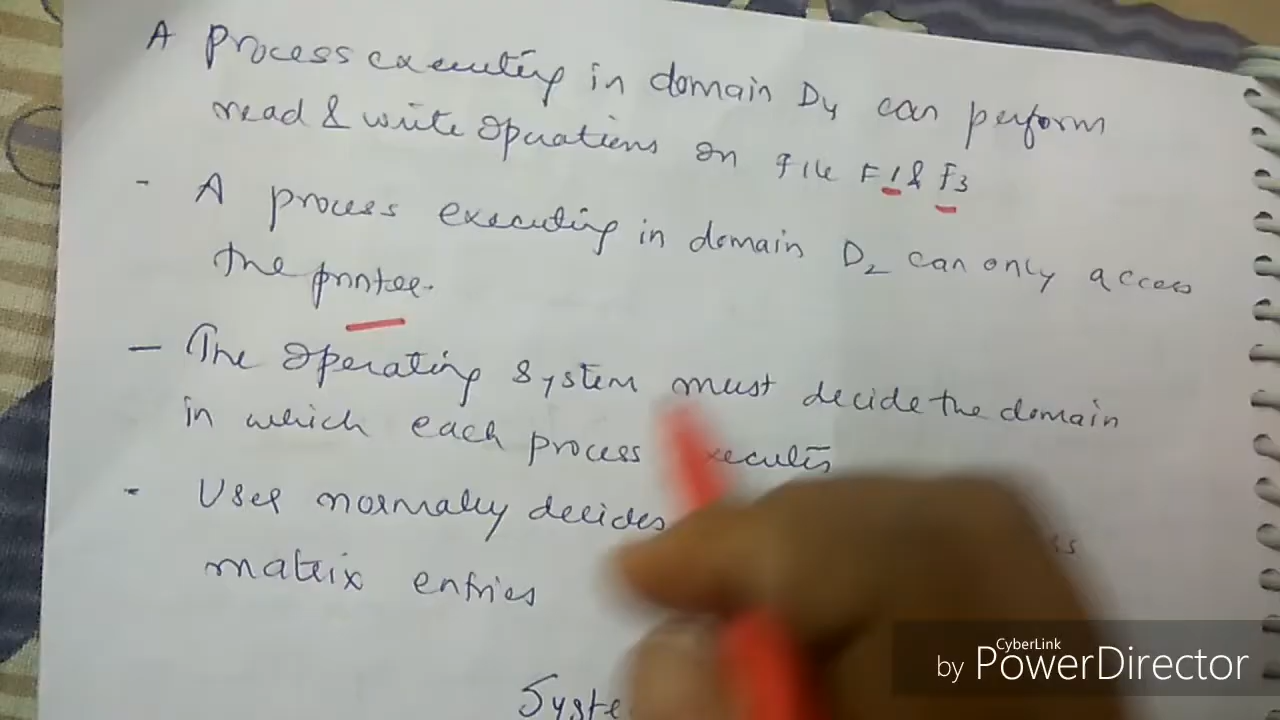 A process executing in domain D4 can perform
read & write operations on file F1 & F3
- A process executing in domain D2 can only access
the printer.
- The operating system must decide the domain
in which each process
- User normally decides
matrix entries
CyberLink
by PowerDirector